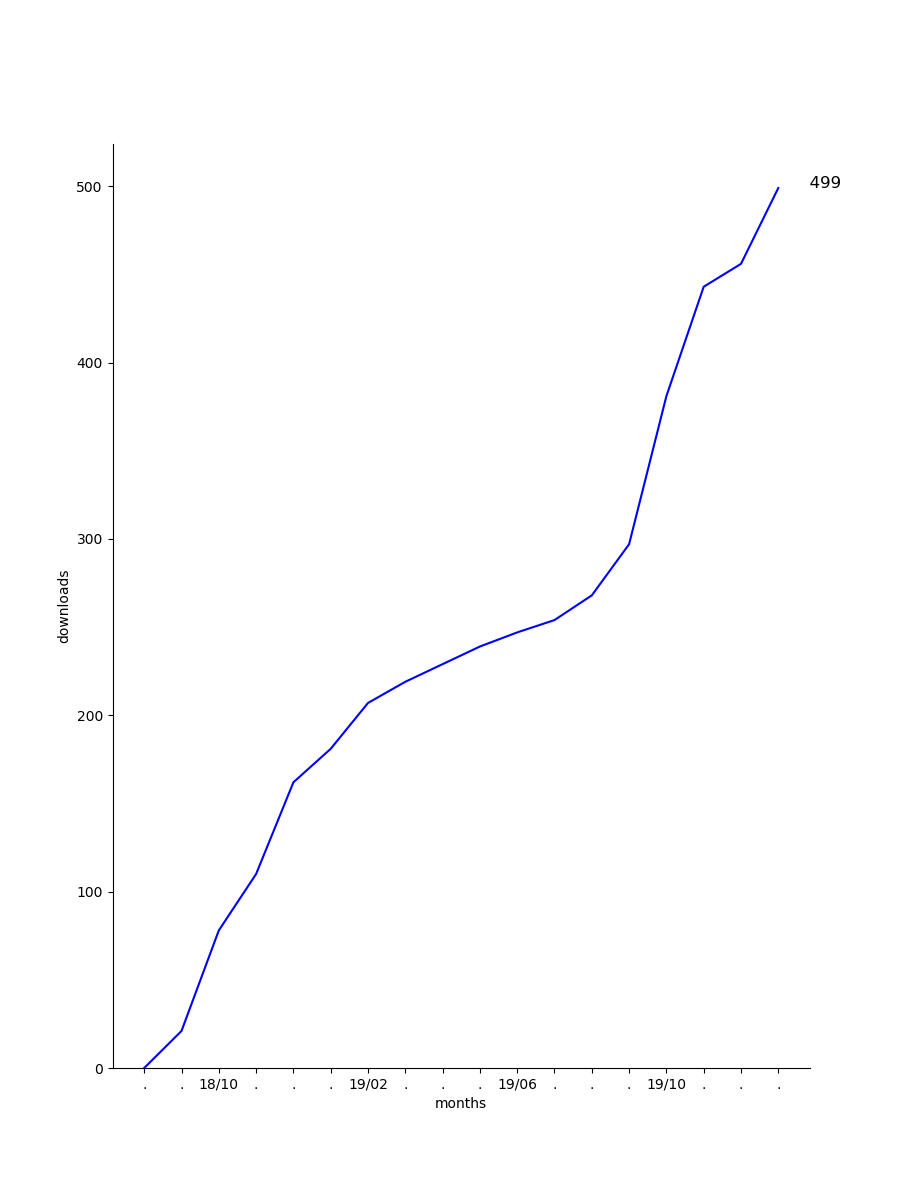 499
500
400
300
200
100
0
downloads
. . 18/10 . . . 19/02 . . . 19/06 . . . 19/10 . . .
months